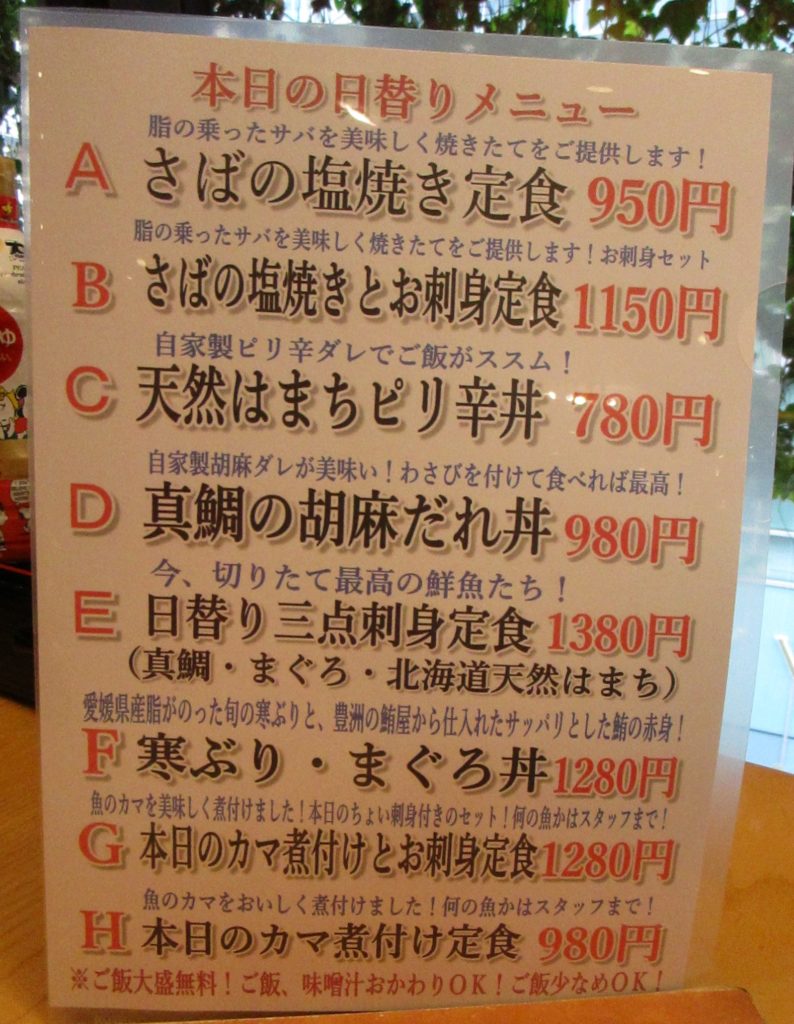 本日の日替りメニュー
脂の乗ったサバを美味しく焼きたてをご提供します！
A さばの塩焼き定食 950円
脂の乗ったサバを美味しく焼きたてをご提供します！お刺身セット
B さばの塩焼きとお刺身定食 1150円
自家製ピリ辛ダレでご飯がススム！
C 天然はまちピリ辛丼 780円
自家製胡麻ダレが美味い！わさびを付けて食べれば最高！
D 真鯛の胡麻だれ丼 980円
今、切りたて最高の鮮魚たち！
E 日替り三点刺身定食 1380円
（真鯛・まぐろ・北海道天然はまち）
愛媛県産脂がのった旬の寒ぶりと、豊洲の鮪屋から仕入れたサッパリとした鮪の赤身！
F 寒ぶり・まぐろ丼 1280円
魚のカマを美味しく煮付けました！本日のちょい刺身付きのセット！何の魚かはスタッフまで！
G 本日のカマ煮付けとお刺身定食 1280円
魚のカマをおいしく煮付けました！何の魚かはスタッフまで！
H 本日のカマ煮付け定食 980円
※ご飯大盛無料！ご飯、味噌汁おかわりＯＫ！ご飯少なめＯＫ！